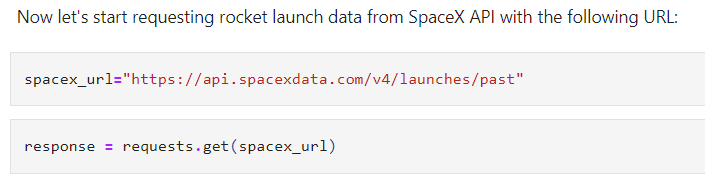 Now let's start requesting rocket launch data from SpaceX API with the following URL:
spacex_url="https://api.spacexdata.com/v4/launches/past"
response = requests.get(spacex_url)